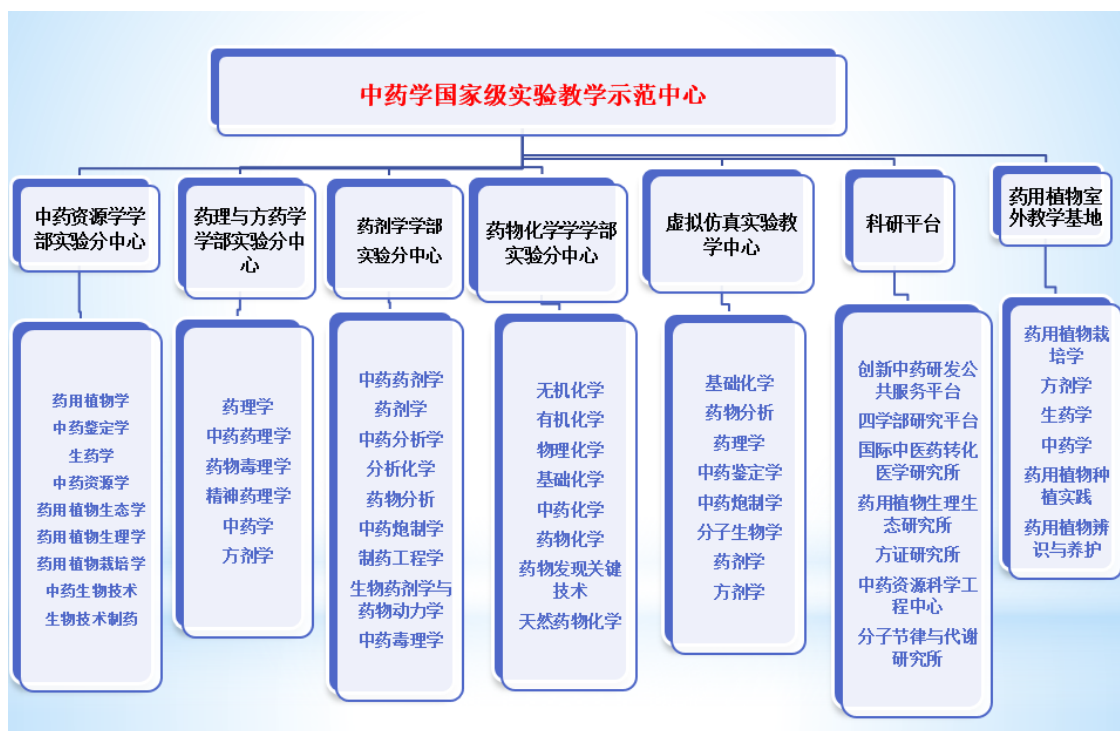 中药学国家级实验教学示范中心
中药资源学学
部实验分中心
药理与方药学
学部实验分中
心
药剂学学部
实验分中心
药物化学学学部
实验分中心
虚拟仿真实验教
学中心
科研平台
药用植物室
外教学基地
药用植物学
中药鉴定学
生药学
中药资源学
药用植物生态学
药用植物生理学
药用植物栽培学
中药生物技术
生物技术制药
药理学
中药药理学
药物毒理学
精神药理学
中药学
方剂学
中药药剂学
药剂学
中药分析学
分析化学
药物分析
中药炮制学
制药工程学
生物药剂学与
药物动力学
中药毒理学
无机化学
有机化学
物理化学
基础化学
中药化学
药物化学
药物发现关键
技术
天然药物化学
基础化学
药物分析
药理学
中药鉴定学
中药炮制学
分子生物学
药剂学
方剂学
创新中药研发公
共服务平台
四学部研究平台
国际中医药转化
医学研究所
药用植物生理生
态研究所
方证研究所
中药资源科学工
程中心
分子节律与代谢
研究所
药用植物栽
培学
方剂学
生药学
中药学
药用植物种
植实践
药用植物辨
识与养护